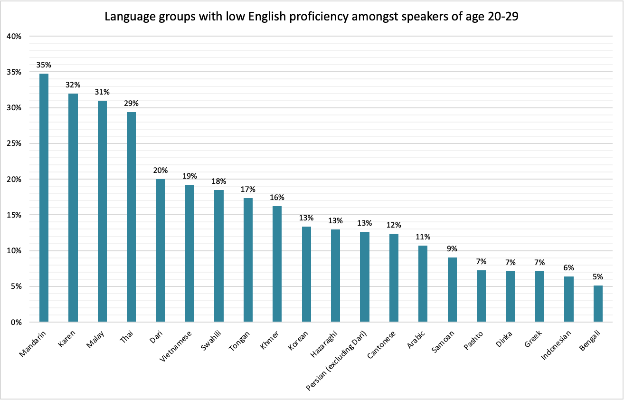 Language groups with low English proficiency amongst speakers of age 20-29
40%
35%
30%
25%
20%
15%
10%
5%
0%
35%
32%
31%
29%
20%
19%
18%
17%
16%
13%
13%
13%
12%
11%
9%
7%
7%
7%
6%
5%
Mandarin
Karen
Malay
Thai
Dari
Vietnamese
Swahili
Tongan
Khmer
Korean
Hazaraghi
Persian (excluding Dari)
Cantonese
Arabic
Samoan
Pashto
Dinka
Greek
Indonesian
Bengali